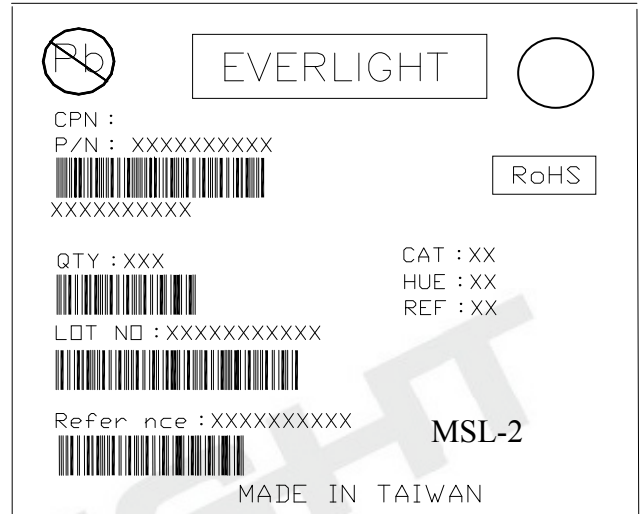 Pb
EVERLIGHT
CPN :
P/N : XXXXXXXXXX
RoHS
XXXXXXXXXX
QTY : XXX
CAT : XX
HUE : XX
REF : XX
LOT NO : XXXXXXXXXXX
Refer nce : XXXXXXXXXX
MSL-2
MADE IN TAIWAN